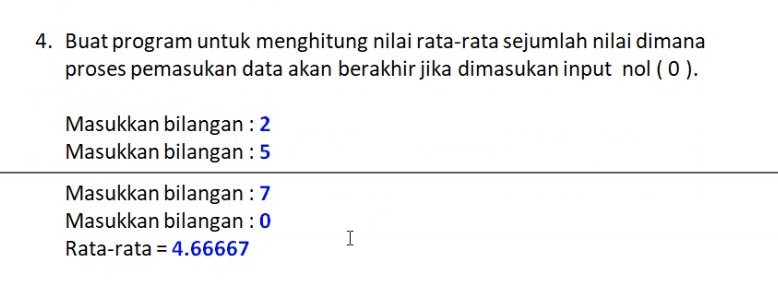 4. Buat program untuk menghitung nilai rata-rata sejumlah nilai dimana
proses pemasukan data akan berakhir jika dimasukan input nol ( 0 ).
Masukkan bilangan : 2
Masukkan bilangan : 5
Masukkan bilangan : 7
Masukkan bilangan : 0
Rata-rata = 4.66667